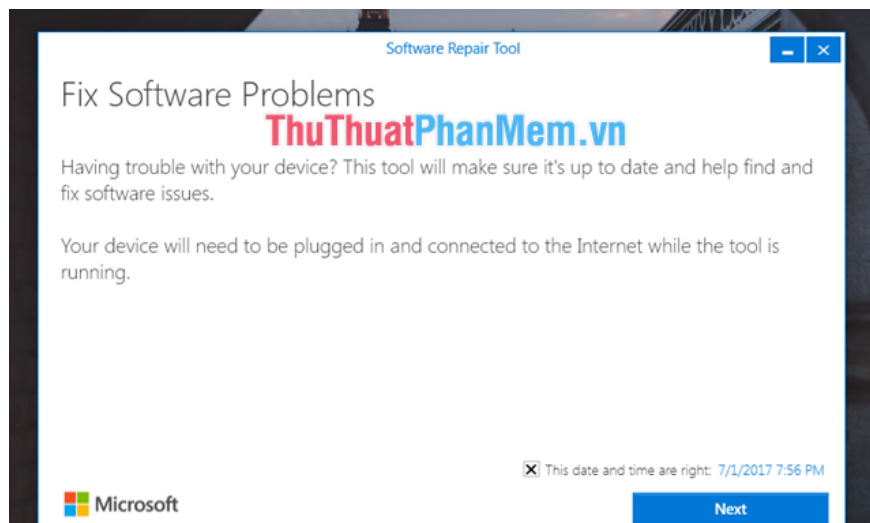 Software Repair Tool
Fix Software Problems
ThuThuatPhanMem.vn
Having trouble with your device? This tool will make sure it's up to date and help find and
fix software issues.
Your device will need to be plugged in and connected to the Internet while the tool is
running.
This date and time are right: 7/1/2017 7:56 PM
Microsoft
Next